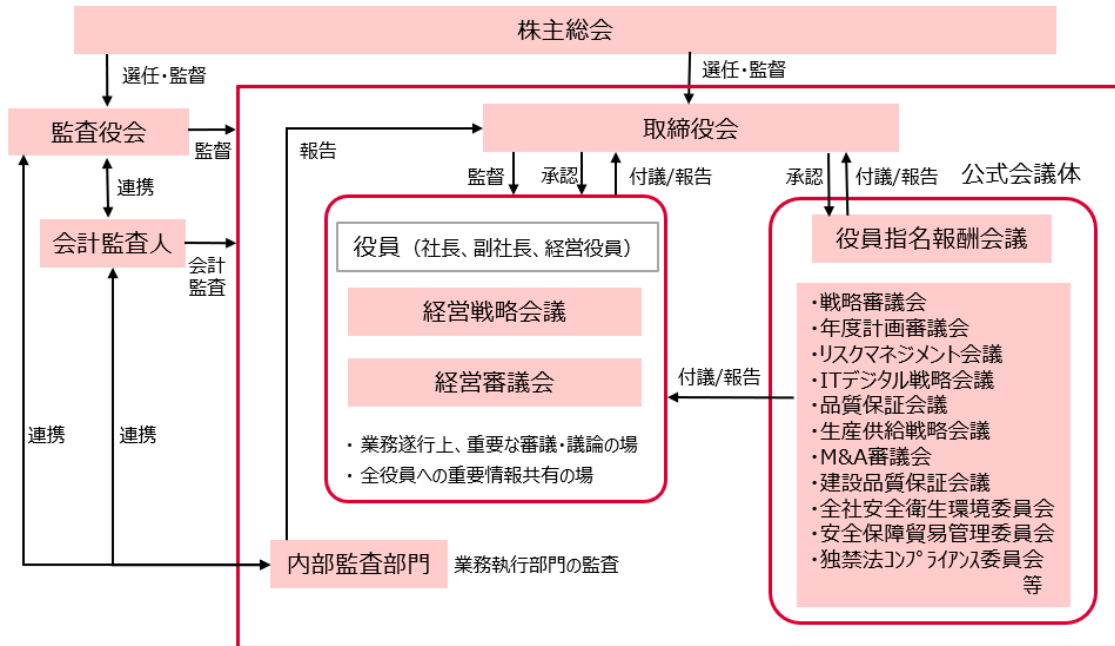 株主総会
選任・監督
選任・監督
監査役会
監督
取締役会
報告
連携
監督
承認
付議/報告
承認
付議/報告
公式会議体
会計監査人
会計
監査
役員（社長、副社長、経営役員）
役員指名報酬会議
経営戦略会議
経営審議会
・業務遂行上、重要な審議・議論の場
・全役員への重要情報共有の場
付議/報告
・戦略審議会
・年度計画審議会
・リスクマネジメント会議
・ITデジタル戦略会議
・品質保証会議
・生産供給戦略会議
・M&A審議会
・建設品質保証会議
・全社安全衛生環境委員会
・安全保障貿易管理委員会
・独禁法ｺﾝﾌﾟﾗｲｱﾝｽ委員会
等
連携
連携
内部監査部門
業務執行部門の監査